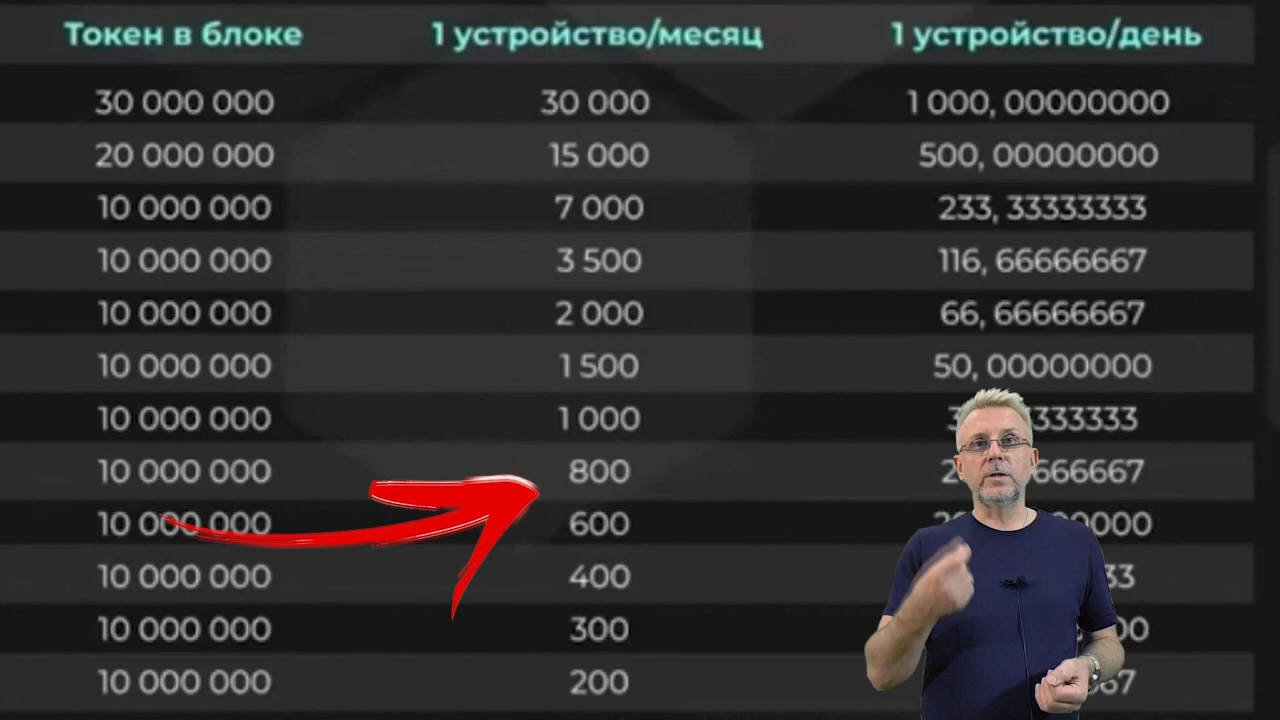 Токен в блоке 1 устройство/месяц 1 устройство/день
30 000 000 30 000 1 000, 00000000
20 000 000 15 000 500, 00000000
10 000 000 7 000 233, 33333333
10 000 000 3 500 116, 66666667
10 000 000 2 000 66, 66666667
10 000 000 1 500 50, 00000000
10 000 000 1 000
10 000 000 800
10 000 000 600
10 000 000 400
10 000 000 300
10 000 000 200